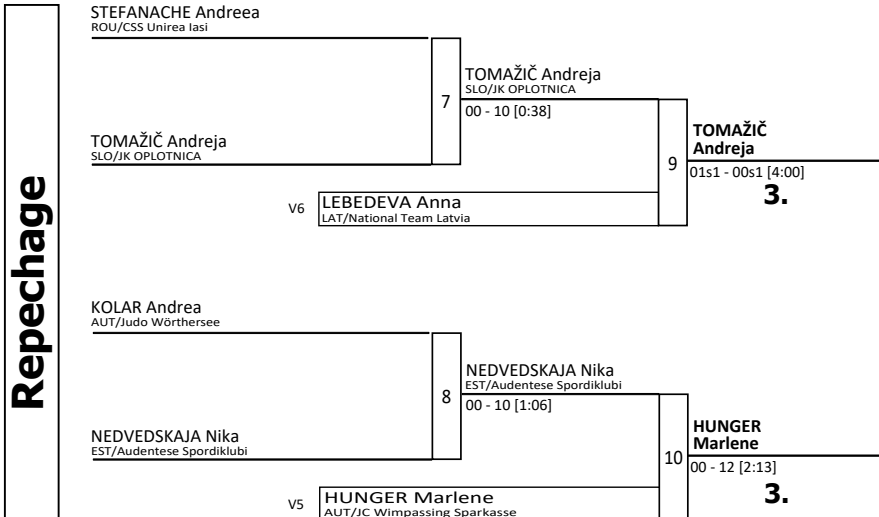 Repechage
STEFANACHE Andreea
ROU/CSS Unirea Iasi
7
TOMAŽIČ Andreja
SLO/JK OPLOTNICA
00 - 10 [0:38]
TOMAŽIČ Andreja
SLO/JK OPLOTNICA
9
TOMAŽIČ
Andreja
01s1 - 00s1 [4:00]
3.
V6
LEBEDEVA Anna
LAT/National Team Latvia
KOLAR Andrea
AUT/Judo Wörthersee
8
NEDVEDSKAJA Nika
EST/Audentese Spordiklubi
00 - 10 [1:06]
NEDVEDSKAJA Nika
EST/Audentese Spordiklubi
10
HUNGER
Marlene
00 - 12 [2:13]
3.
V5
HUNGER Marlene
AUT/JC Wimpassing Sparkasse